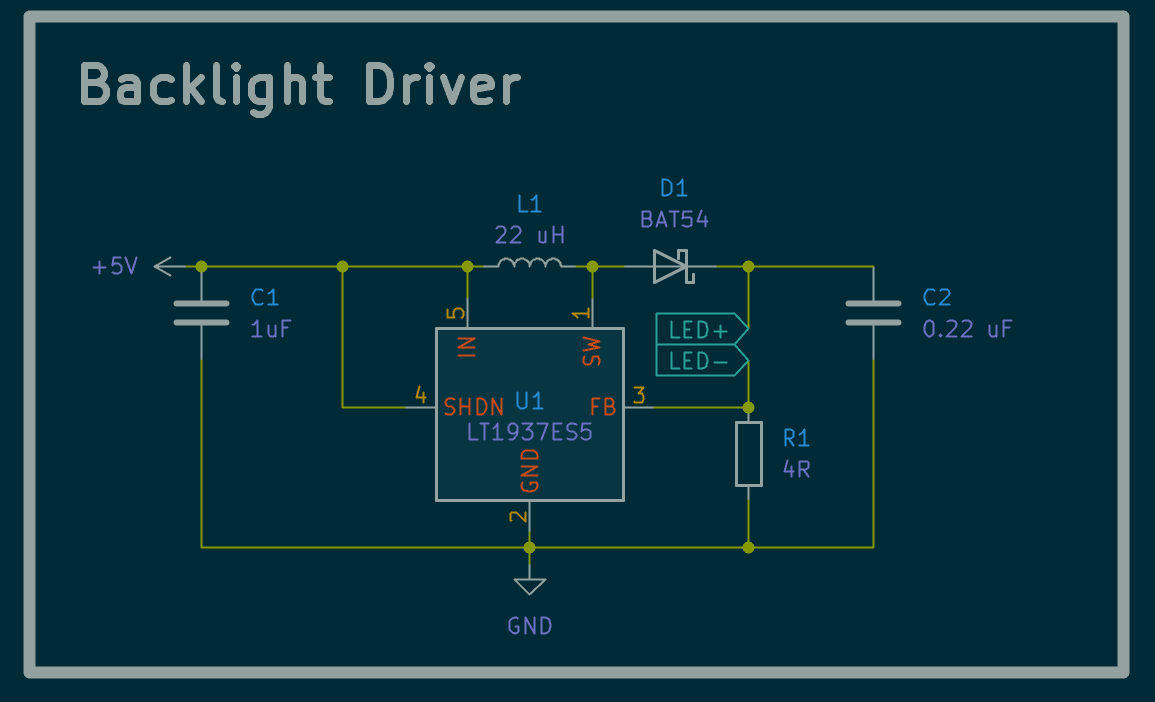 Backlight Driver
D1
L1
BAT54
22 uH
+5V
C1
1uF
5
1
C2
0.22 uF
IN
SW
LED+
LED-
4
3
SHDN
U1
FB
LT1937ES5
R1
4R
GND
2
GND